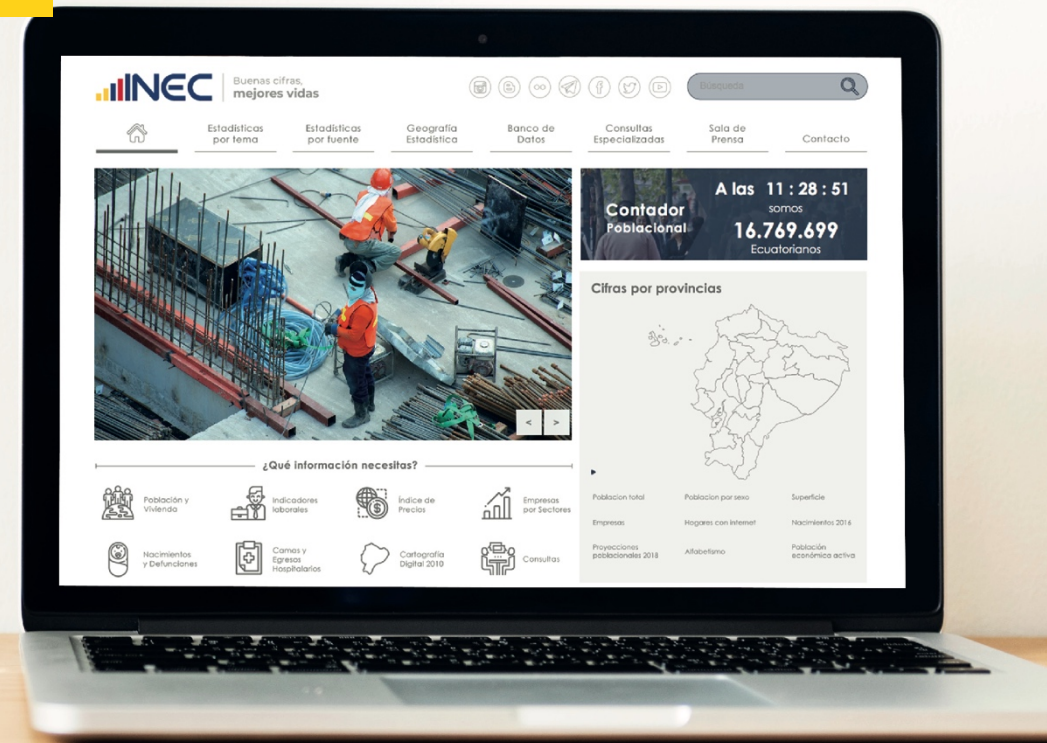 INEC
Buenas cifras,
mejores vidas
Búsqueda
Estadísticas
por tema
Estadísticas
por fuente
Geografía
Estadística
Banco de
Datos
Consultas
Especializadas
Sala de
Prensa
Contacto
Contador
Poblacional
A las 11 : 28 : 51
somos
16.769.699
Ecuatorianos
Cifras por provincias
< >
¿Qué información necesitas?
Población y
Vivienda
Indicadores
laborales
Índice de
Precios
Empresas
por Sectores
Nacimientos
y Defunciones
Camas y
Egresos
Hospitalarios
Cartografía
Digital 2010
Consultas
Poblacion total
Poblacion por sexo
Superficie
Empresas
Hogares con internet
Nacimientos 2016
Proyecciones
poblacionales 2018
Alfabetismo
Población
económica activa